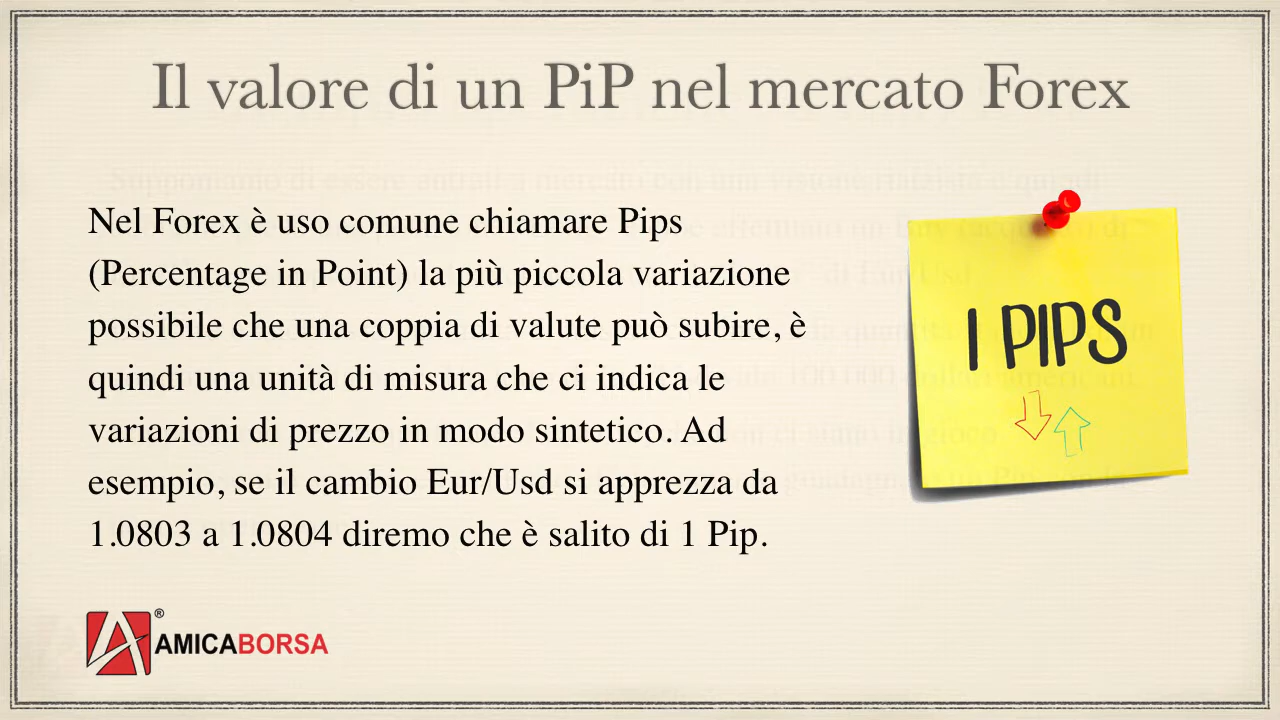 Il valore di un PiP nel mercato Forex
Nel Forex è uso comune chiamare Pips
(Percentage in Point) la più piccola variazione
possibile che una coppia di valute può subire, è
quindi una unità di misura che ci indica le
variazioni di prezzo in modo sintetico. Ad
esempio, se il cambio Eur/Usd si apprezza da
1.0803 a 1.0804 diremo che è salito di 1 Pip.
I PIPS
AMICABORSA®